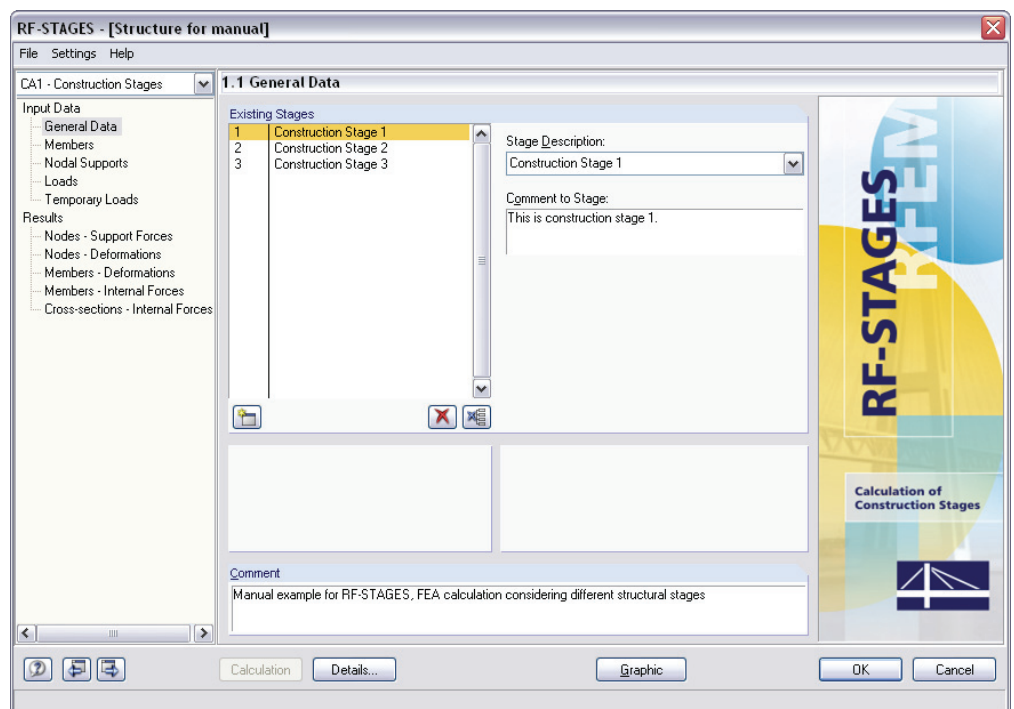 RF-STAGES - [Structure for manual]
File Settings Help
CA1 - Construction Stages
1.1 General Data
Input Data
General Data
Members
Nodal Supports
Loads
Temporary Loads
Results
Nodes - Support Forces
Nodes - Deformations
Members - Deformations
Members - Internal Forces
Cross-sections - Internal Forces
Existing Stages
1 Construction Stage 1
2 Construction Stage 2
3 Construction Stage 3
Stage Description:
Construction Stage 1
Comment to Stage:
This is construction stage 1.
Comment
Manual example for RF-STAGES, FEA calculation considering different structural stages
RFEM
RF-STAGES
Calculation of
Construction Stages
Calculation Details... Graphic OK Cancel